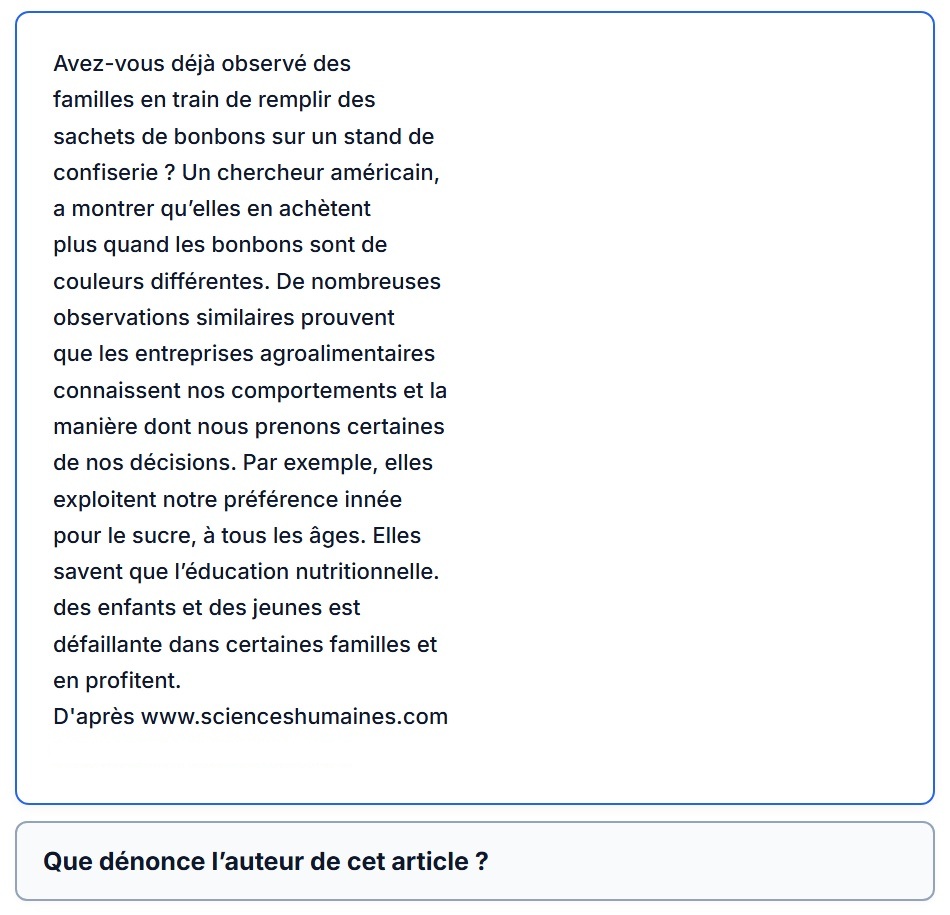 Avez-vous déjà observé des
familles en train de remplir des
sachets de bonbons sur un stand de
confiserie ? Un chercheur américain,
a montrer qu’elles en achètent
plus quand les bonbons sont de
couleurs différentes. De nombreuses
observations similaires prouvent
que les entreprises agroalimentaires
connaissent nos comportements et la
manière dont nous prenons certaines
de nos décisions. Par exemple, elles
exploitent notre préférence innée
pour le sucre, à tous les âges. Elles
savent que l’éducation nutritionnelle.
des enfants et des jeunes est
défaillante dans certaines familles et
en profitent.
D'après www.scienceshumaines.com
Que dénonce l’auteur de cet article ?